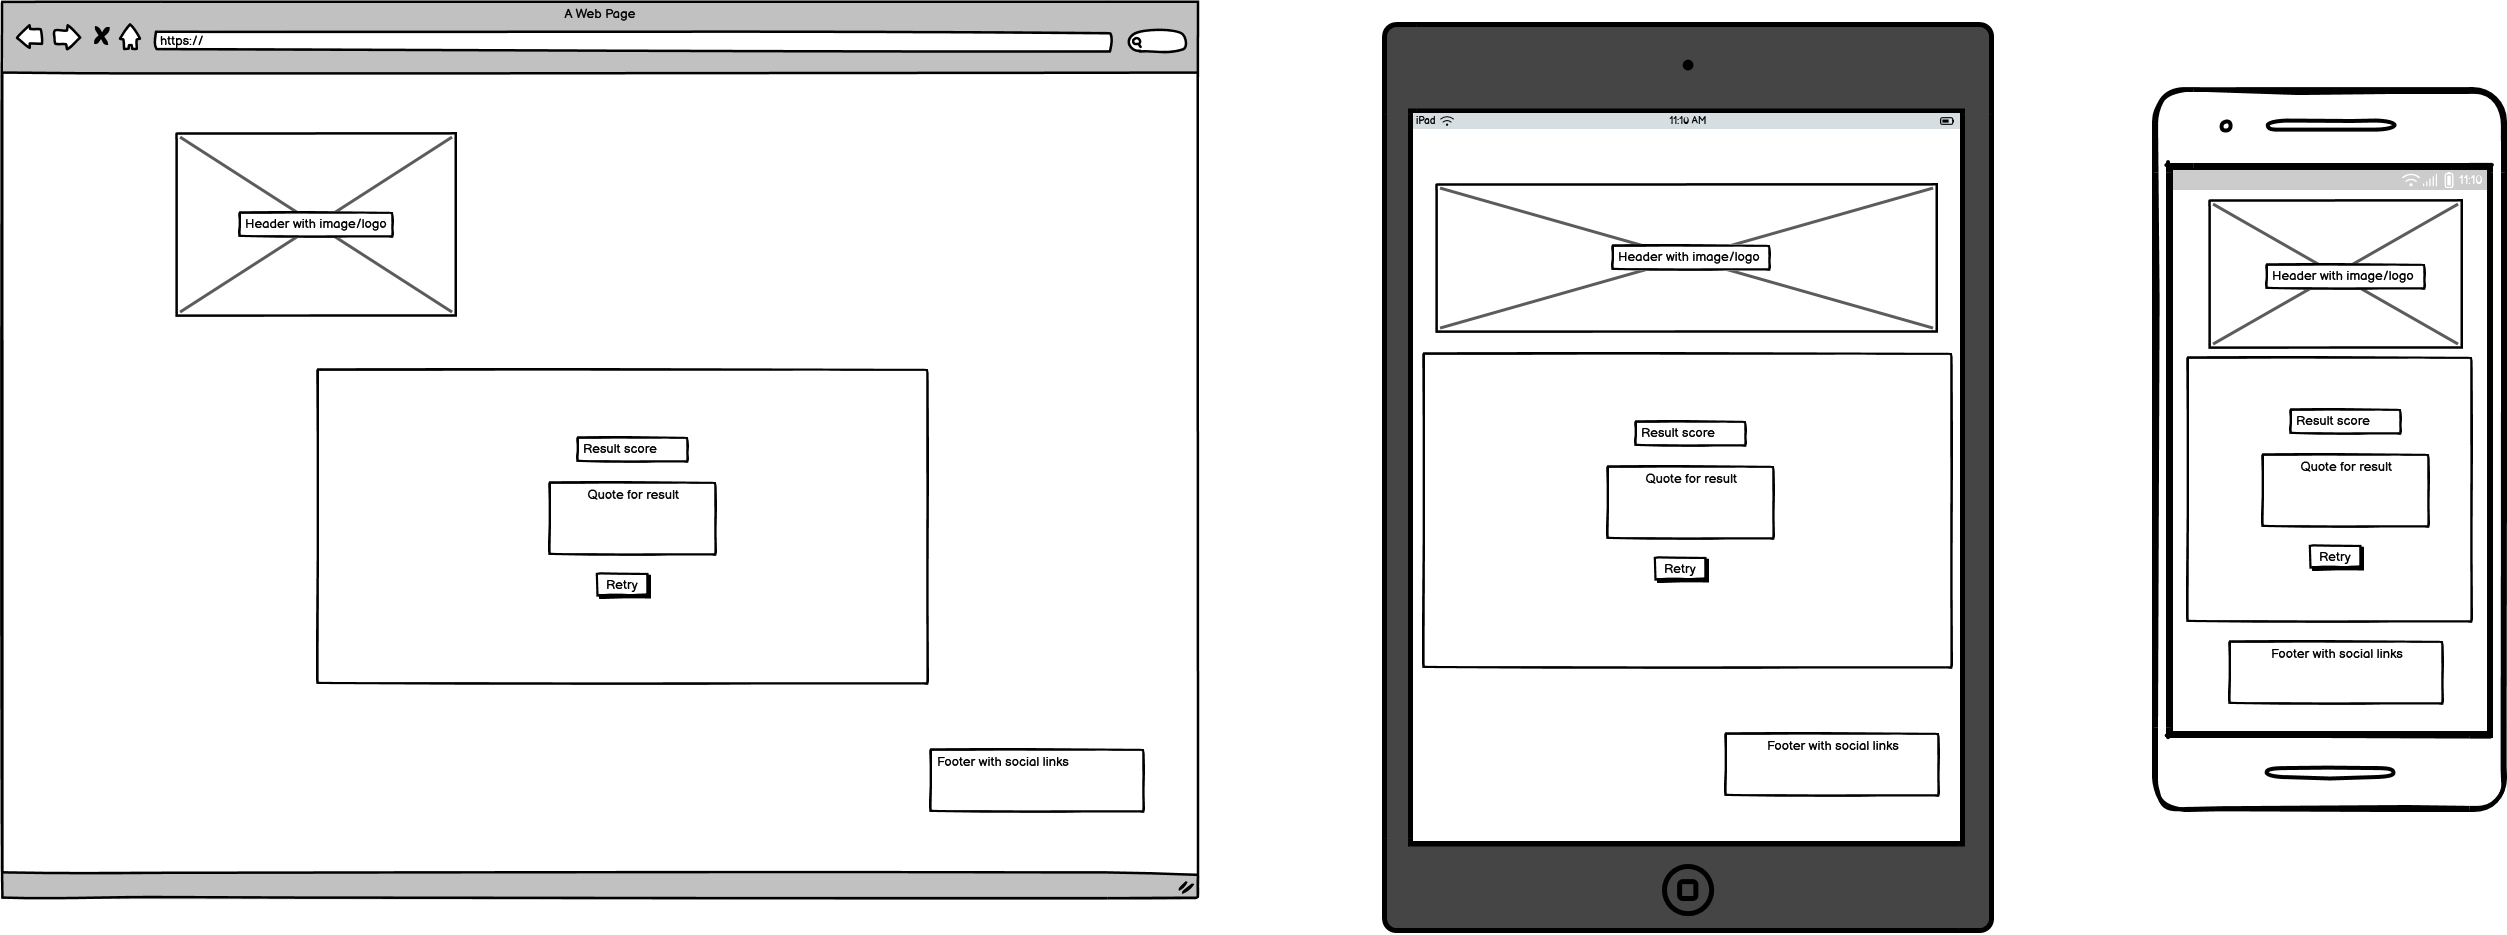 A Web Page
https://
Header with image/logo
Result score
Quote for result
Retry
Footer with social links
iPad
11:10 AM
Header with image/logo
Result score
Quote for result
Retry
Footer with social links
11:10
Header with image/logo
Result score
Quote for result
Retry
Footer with social links